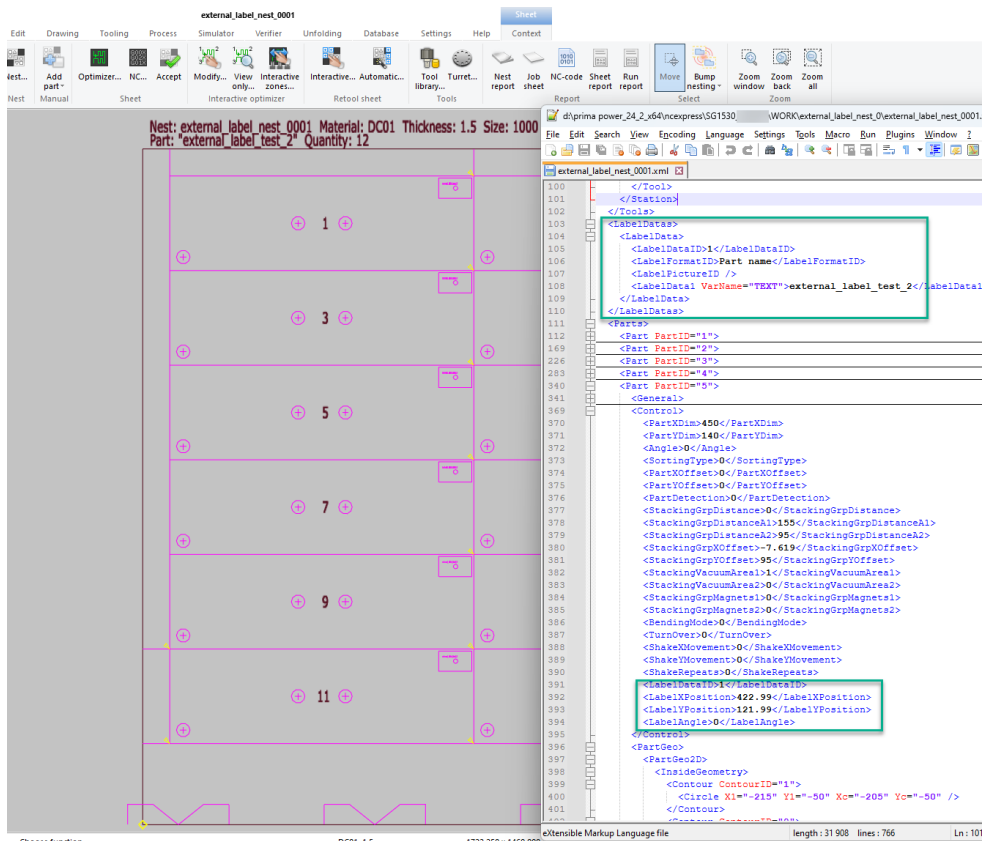 external_label_nest_0001
Sheet
Edit Drawing Tooling Process Simulator Verifier Unfolding Database Settings Help Context
Nest... Add part Optimizer... NC... Accept Modify... View only... Interactive zones... Interactive... Automatic... Tool library... Turret... Nest report Job sheet NC-code Sheet report Run report Move Bump nesting Zoom window Zoom back Zoom all
Nest Manual Sheet Interactive optimizer Retool sheet Tools Report Select Zoom
Nest: external_label_nest_0001 Material: DC01 Thickness: 1.5 Size: 1000
Part: "external_label_test_2" Quantity: 12
1
3
5
7
9
11
d:\prima power_24_2_x64\ncexpress\SG1530_ \WORK\external_label_nest_0\external_label_nest_0001.
File Edit Search View Encoding Language Settings Tools Macro Run Plugins Window ?
external_label_nest_0001.xml
100 </Tool>
101 </Station>
102 </Tools>
103 <LabelDatas>
104 <LabelData>
105 <LabelDataID>1</LabelDataID>
106 <LabelFormatID>Part name</LabelFormatID>
107 <LabelPictureID />
108 <LabelData1 VarName="TEXT">external_label_test_2</LabelData1
109 </LabelData>
110 </LabelDatas>
111 <Parts>
112 <Part PartID="1">
169 <Part PartID="2">
226 <Part PartID="3">
283 <Part PartID="4">
340 <Part PartID="5">
341 <General>
369 <Control>
370 <PartXDim>450</PartXDim>
371 <PartYDim>140</PartYDim>
372 <Angle>0</Angle>
373 <SortingType>0</SortingType>
374 <PartXOffset>0</PartXOffset>
375 <PartYOffset>0</PartYOffset>
376 <PartDetection>0</PartDetection>
377 <StackingGrpDistance>0</StackingGrpDistance>
378 <StackingGrpDistanceA1>155</StackingGrpDistanceA1>
379 <StackingGrpDistanceA2>95</StackingGrpDistanceA2>
380 <StackingGrpXOffset>-7.619</StackingGrpXOffset>
381 <StackingGrpYOffset>95</StackingGrpYOffset>
382 <StackingVacuumArea1>1</StackingVacuumArea1>
383 <StackingVacuumArea2>0</StackingVacuumArea2>
384 <StackingGrpMagnets1>0</StackingGrpMagnets1>
385 <StackingGrpMagnets2>0</StackingGrpMagnets2>
386 <BendingMode>0</BendingMode>
387 <TurnOver>0</TurnOver>
388 <ShakeXMovement>0</ShakeXMovement>
389 <ShakeYMovement>0</ShakeYMovement>
390 <ShakeRepeats>0</ShakeRepeats>
391 <LabelDataID>1</LabelDataID>
392 <LabelXPosition>422.99</LabelXPosition>
393 <LabelYPosition>121.99</LabelYPosition>
394 <LabelAngle>0</LabelAngle>
395 </Control>
396 <PartGeo>
397 <PartGeo2D>
398 <InsideGeometry>
399 <Contour ContourID="1">
400 <Circle X1="-215" Y1="-50" Xc="-205" Yc="-50" />
401 </Contour>
eXtensible Markup Language file length : 31 908 lines : 766 Ln : 101